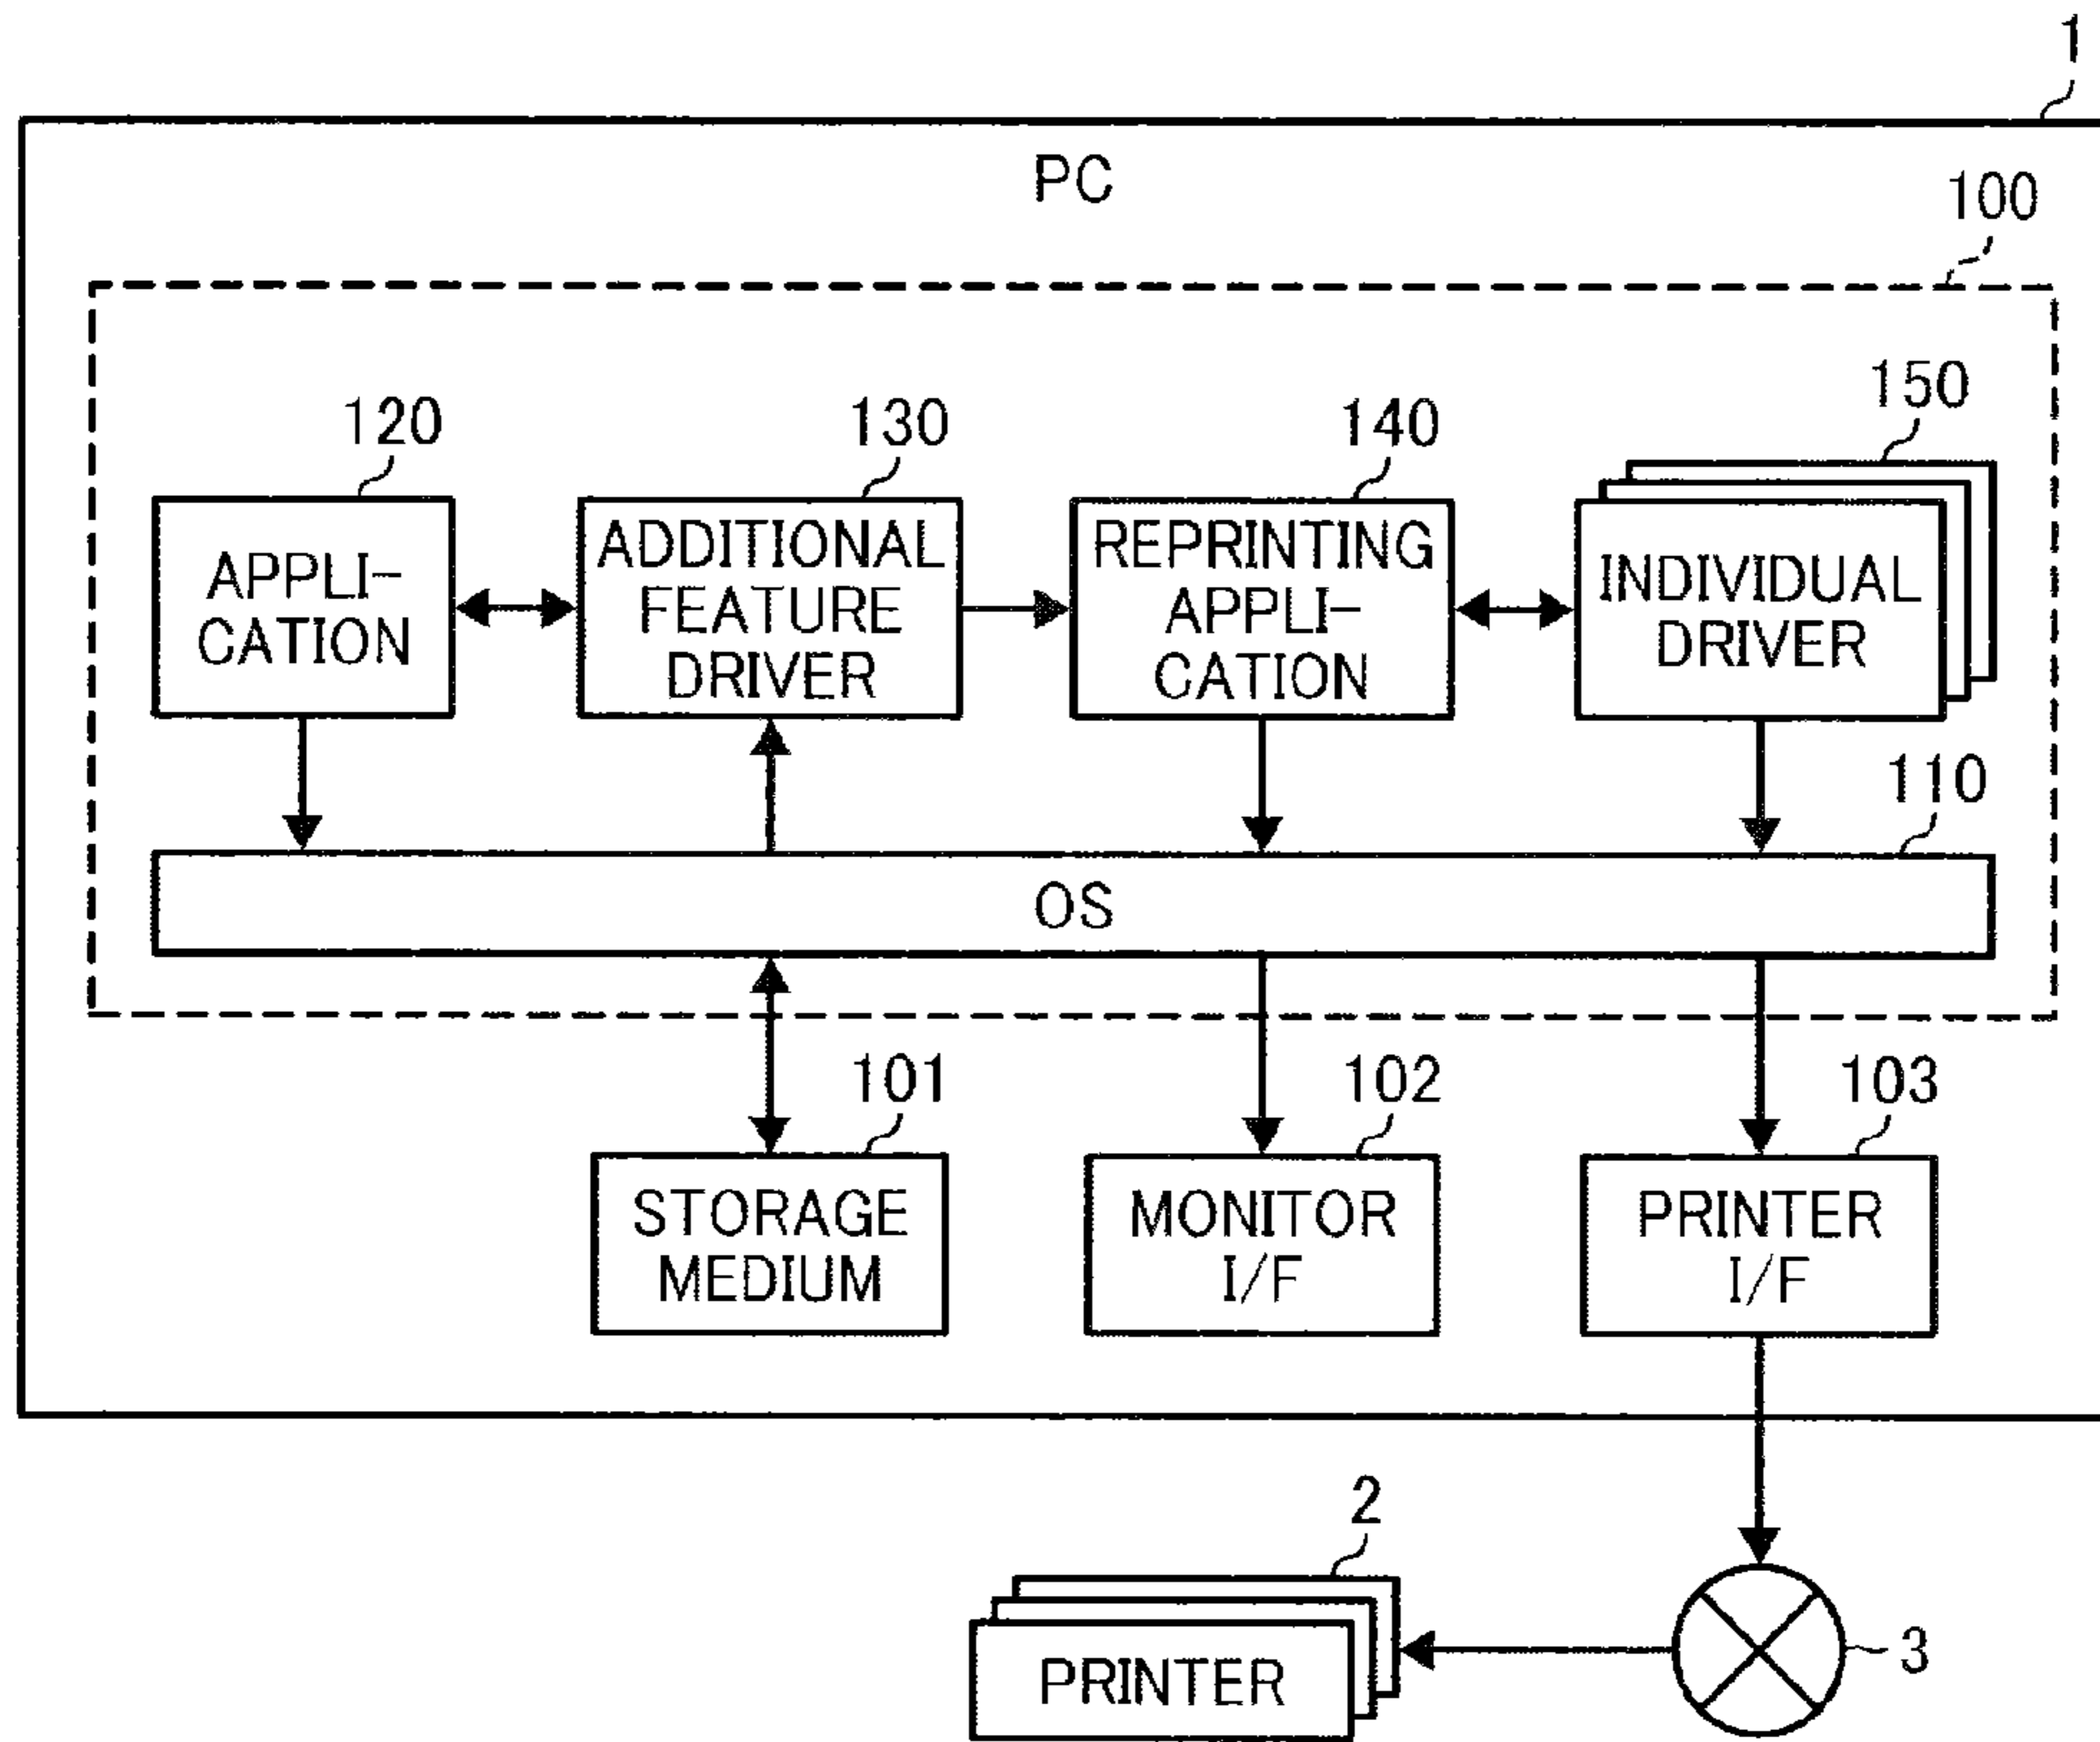 1
PC
100
150
120
130
140
APPLI-
CATION
ADDITIONAL
FEATURE
DRIVER
REPRINTING
APPLI-
CATION
INDIVIDUAL
DRIVER
110
OS
101
102
103
STORAGE
MEDIUM
MONITOR
I/F
PRINTER
I/F
2
PRINTER
3